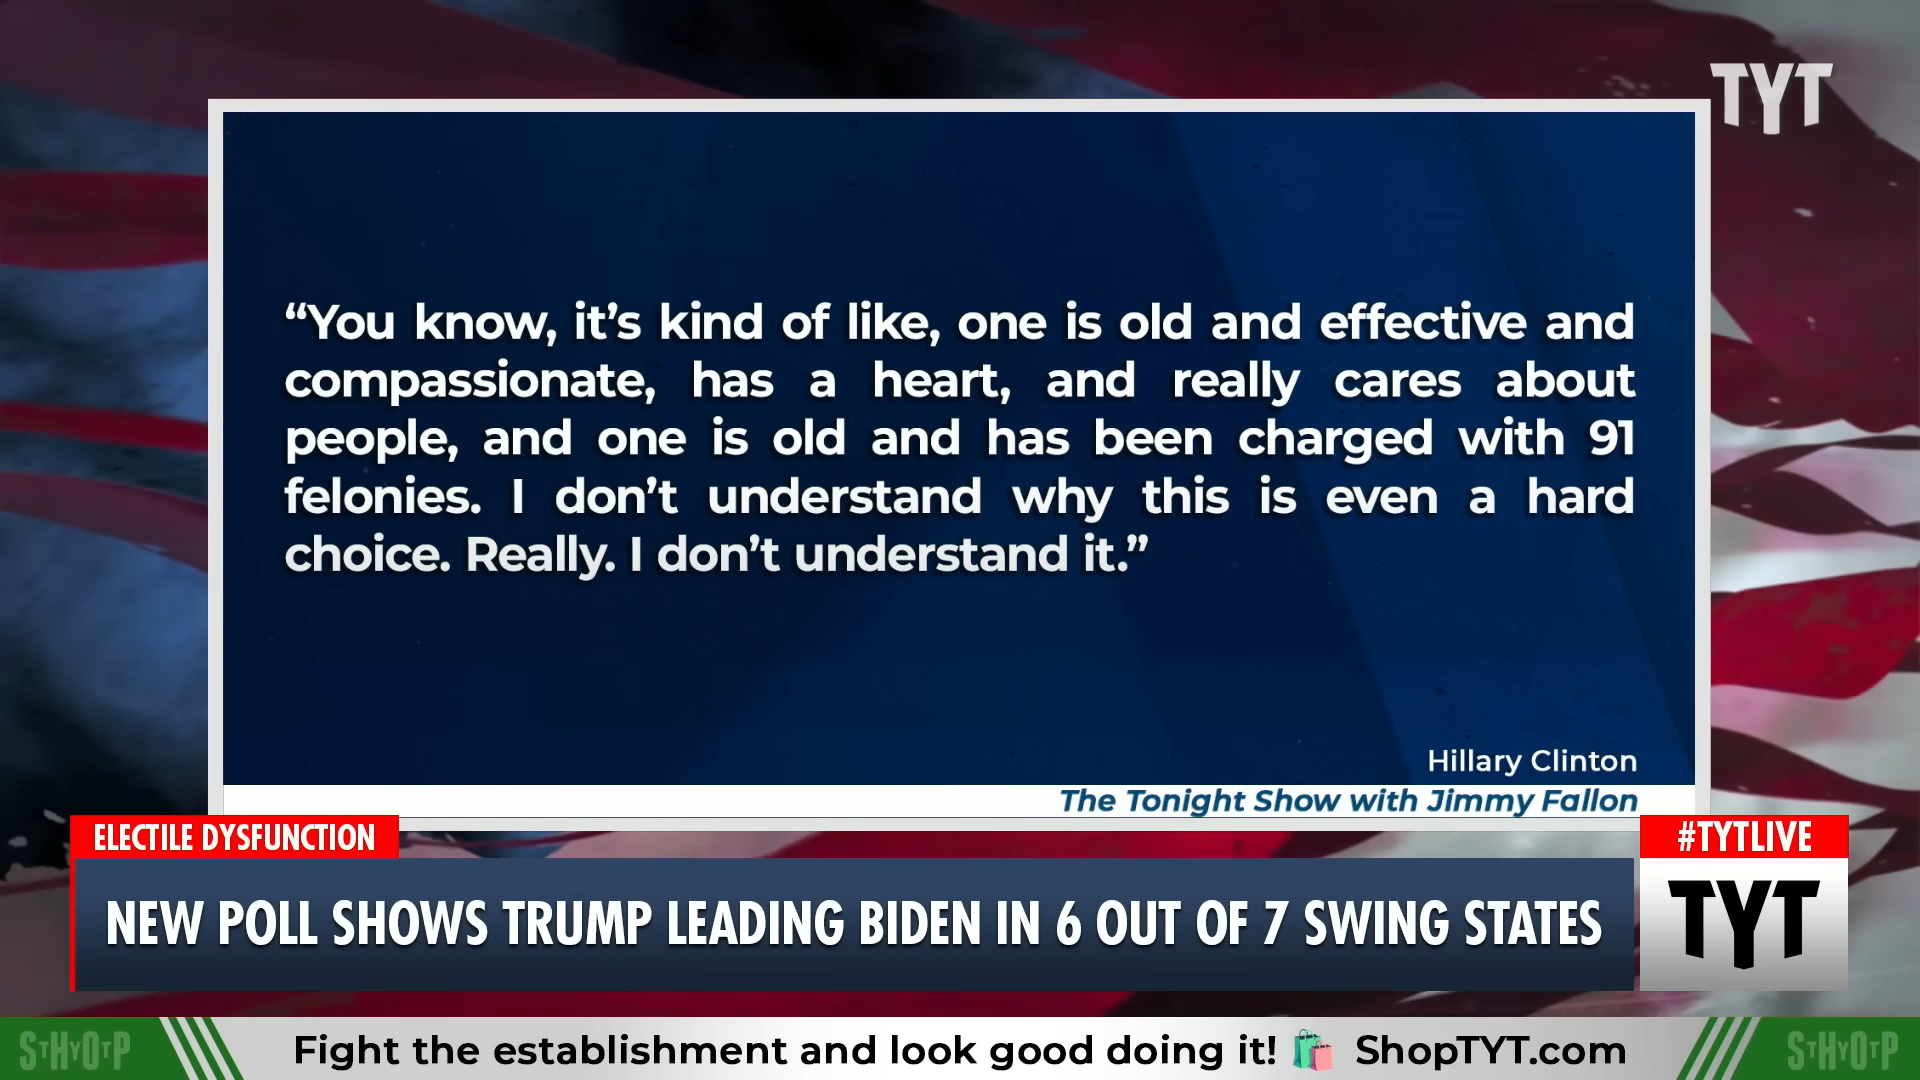 TYT
“You know, it’s kind of like, one is old and effective and
compassionate, has a heart, and really cares about
people, and one is old and has been charged with 91
felonies. I don’t understand why this is even a hard
choice. Really. I don’t understand it.”
Hillary Clinton
The Tonight Show with Jimmy Fallon
ELECTILE DYSFUNCTION
#TYTLIVE
NEW POLL SHOWS TRUMP LEADING BIDEN IN 6 OUT OF 7 SWING STATES
TYT
Fight the establishment and look good doing it! ShopTYT.com